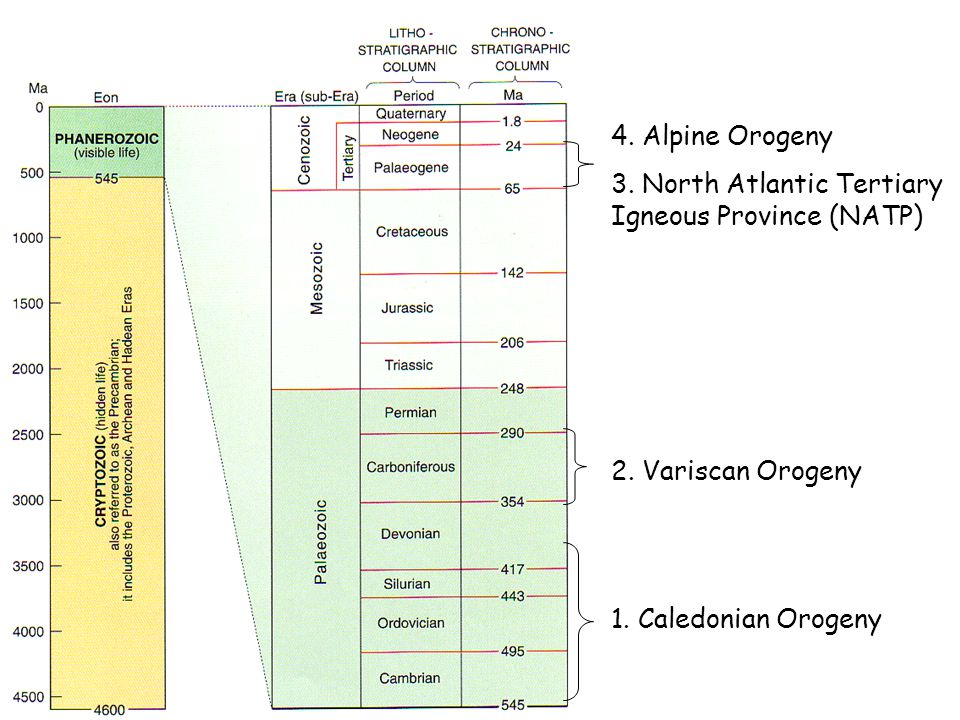 LITHO -
STRATIGRAPHIC
COLUMN
CHRONO -
STRATIGRAPHIC
COLUMN
Ma
Eon
Era (sub-Era)
Period
Ma
0
500
1000
1500
2000
2500
3000
3500
4000
4500
PHANEROZOIC
(visible life)
545
CRYPTOZOIC (hidden life)
also referred to as the Precambrian;
it includes the Proterozoic, Archean and Hadean Eras
4600
Cenozoic
Tertiary
Mesozoic
Palaeozoic
Quaternary
1.8
Neogene
24
Palaeogene
65
Cretaceous
142
Jurassic
206
Triassic
248
Permian
290
Carboniferous
354
Devonian
417
Silurian
443
Ordovician
495
Cambrian
545
4. Alpine Orogeny
3. North Atlantic Tertiary
Igneous Province (NATP)
2. Variscan Orogeny
1. Caledonian Orogeny